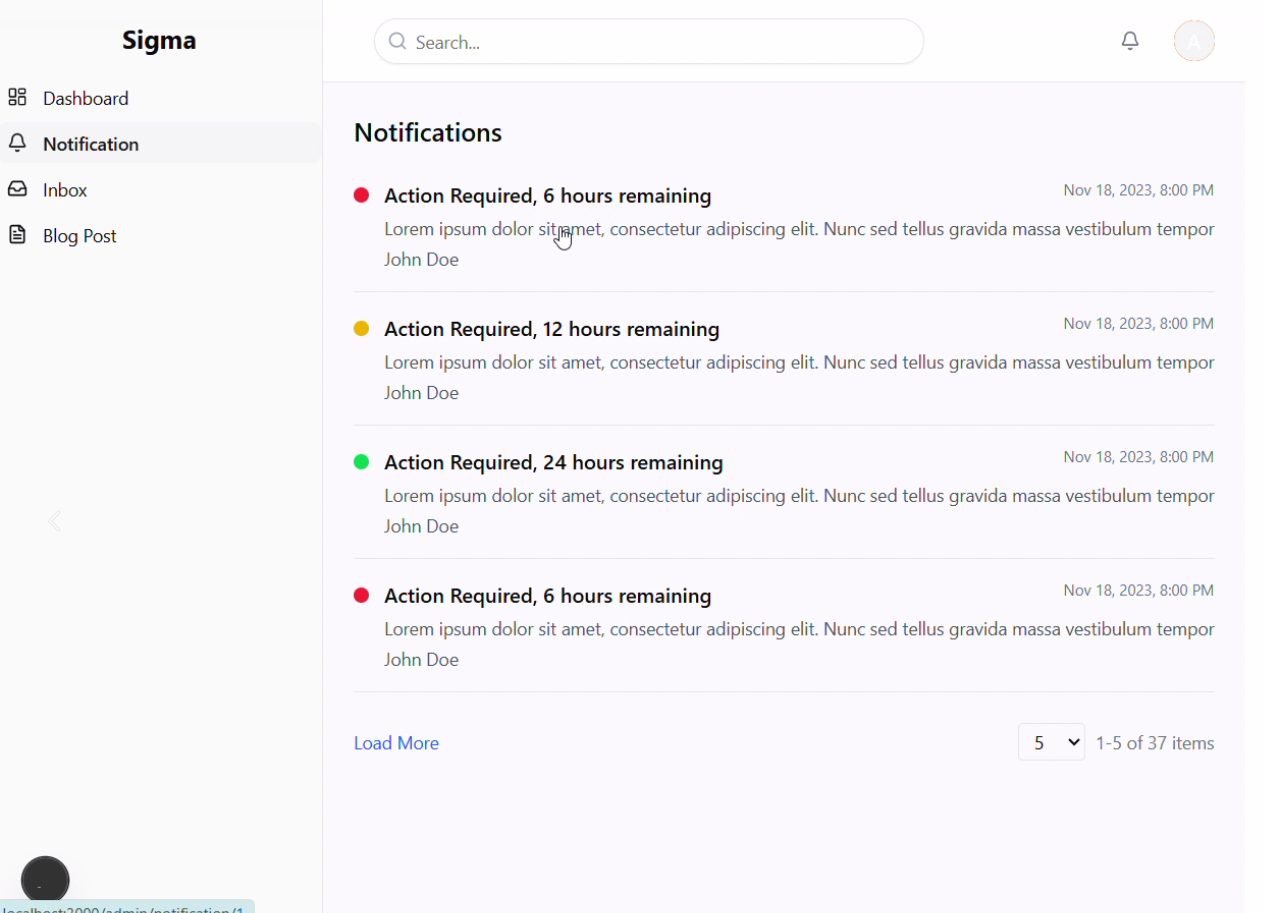 Sigma
Search...
A
Dashboard
Notification
Inbox
Blog Post
Notifications
Action Required, 6 hours remaining
Nov 18, 2023, 8:00 PM
Lorem ipsum dolor sit amet, consectetur adipiscing elit. Nunc sed tellus gravida massa vestibulum tempor
John Doe
Action Required, 12 hours remaining
Nov 18, 2023, 8:00 PM
Lorem ipsum dolor sit amet, consectetur adipiscing elit. Nunc sed tellus gravida massa vestibulum tempor
John Doe
Action Required, 24 hours remaining
Nov 18, 2023, 8:00 PM
Lorem ipsum dolor sit amet, consectetur adipiscing elit. Nunc sed tellus gravida massa vestibulum tempor
John Doe
Action Required, 6 hours remaining
Nov 18, 2023, 8:00 PM
Lorem ipsum dolor sit amet, consectetur adipiscing elit. Nunc sed tellus gravida massa vestibulum tempor
John Doe
Load More
5
1-5 of 37 items
localhost:3000/admin/notification/1